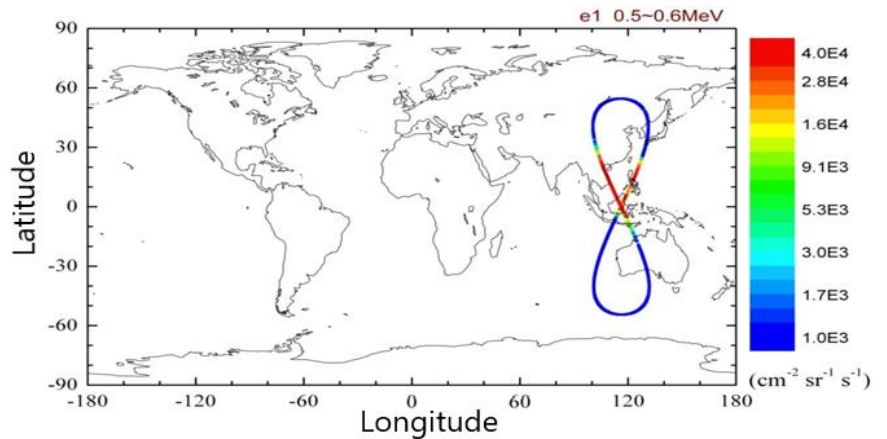 e1 0.5~0.6MeV
90
60
30
0
-30
-60
-90
Latitude
-180
-120
-60
0
60
120
180
Longitude
4.0E4
2.8E4
1.6E4
9.1E3
5.3E3
3.0E3
1.7E3
1.0E3
(cm⁻² sr⁻¹ s⁻¹)